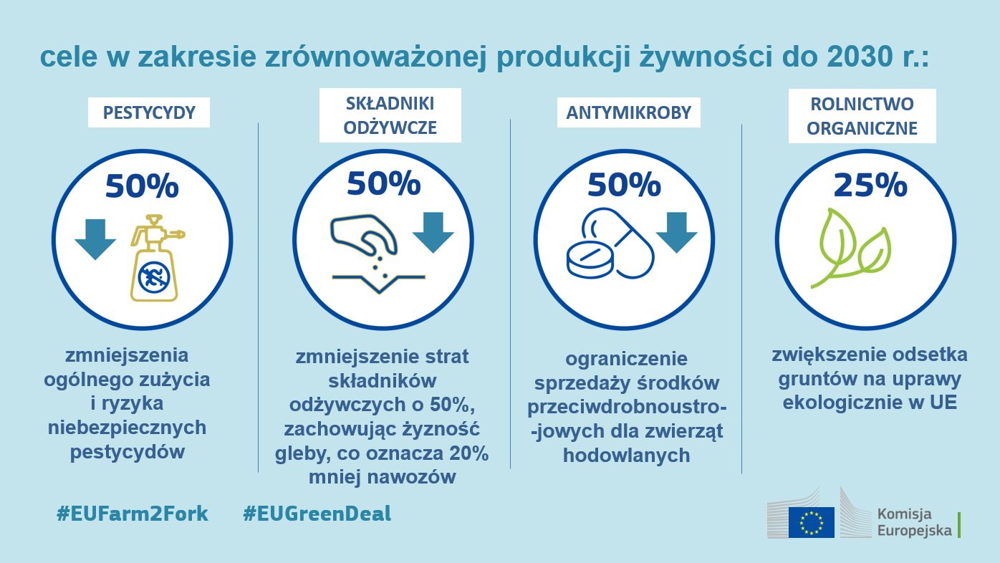 cele w zakresie zrównoważonej produkcji żywności do 2030 r.:
PESTYCYDY
50%
zmniejszenia
ogólnego zużycia
i ryzyka
niebezpiecznych
pestycydów
SKŁADNIKI
ODŻYWCZE
50%
zmniejszenie strat
składników
odżywczych o 50%,
zachowując żyzność
gleby, co oznacza 20%
mniej nawozów
ANTYMIKROBY
50%
ograniczenie
sprzedaży środków
przeciwdrobnoustro-
-jowych dla zwierząt
hodowlanych
ROLNICTWO
ORGANICZNE
25%
zwiększenie odsetka
gruntów na uprawy
ekologicznie w UE
#EUFarm2Fork #EUGreenDeal
Komisja
Europejska